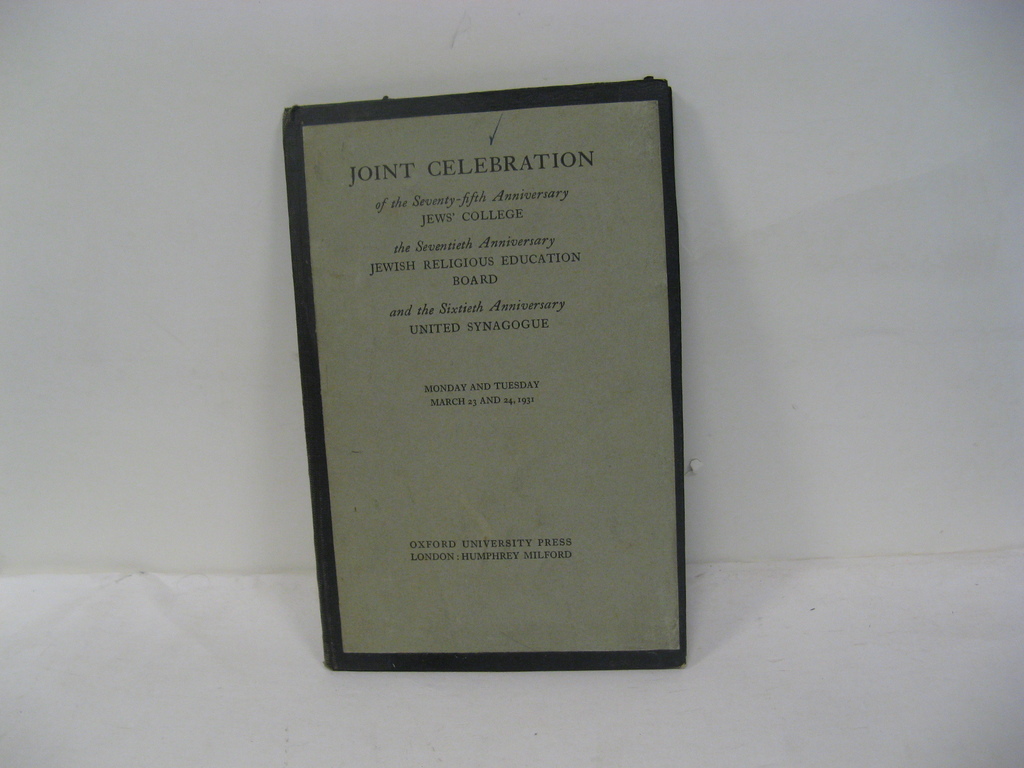 JOINT CELEBRATION
of the Seventy-fifth Anniversary
JEWS' COLLEGE
the Seventieth Anniversary
JEWISH RELIGIOUS EDUCATION
BOARD
and the Sixtieth Anniversary
UNITED SYNAGOGUE
MONDAY AND TUESDAY
MARCH 23 AND 24, 1931
OXFORD UNIVERSITY PRESS
LONDON : HUMPHREY MILFORD